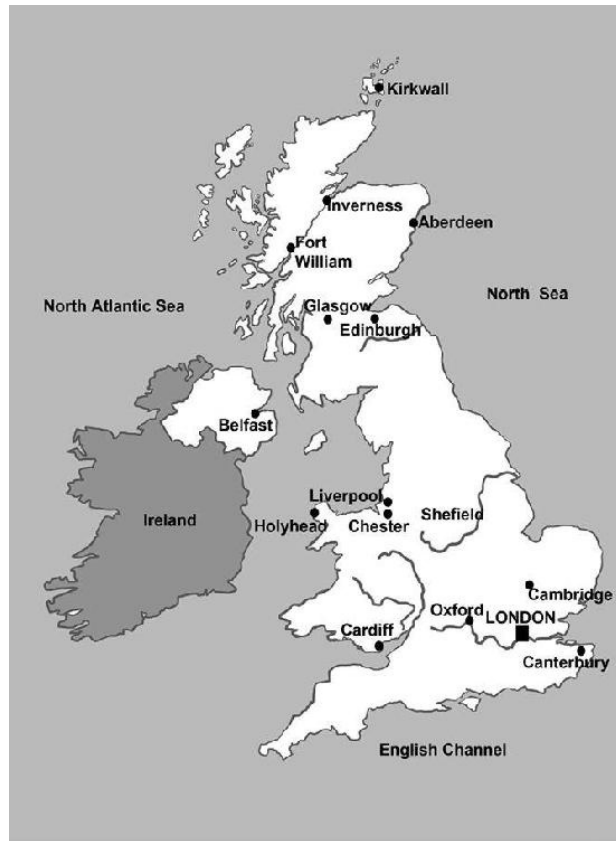 Kirkwall
Inverness
Aberdeen
Fort
William
North Atlantic Sea
North Sea
Glasgow
Edinburgh
Belfast
Liverpool
Ireland
Holyhead
Chester
Shefield
Cambridge
Oxford
LONDON
Cardiff
Canterbury
English Channel